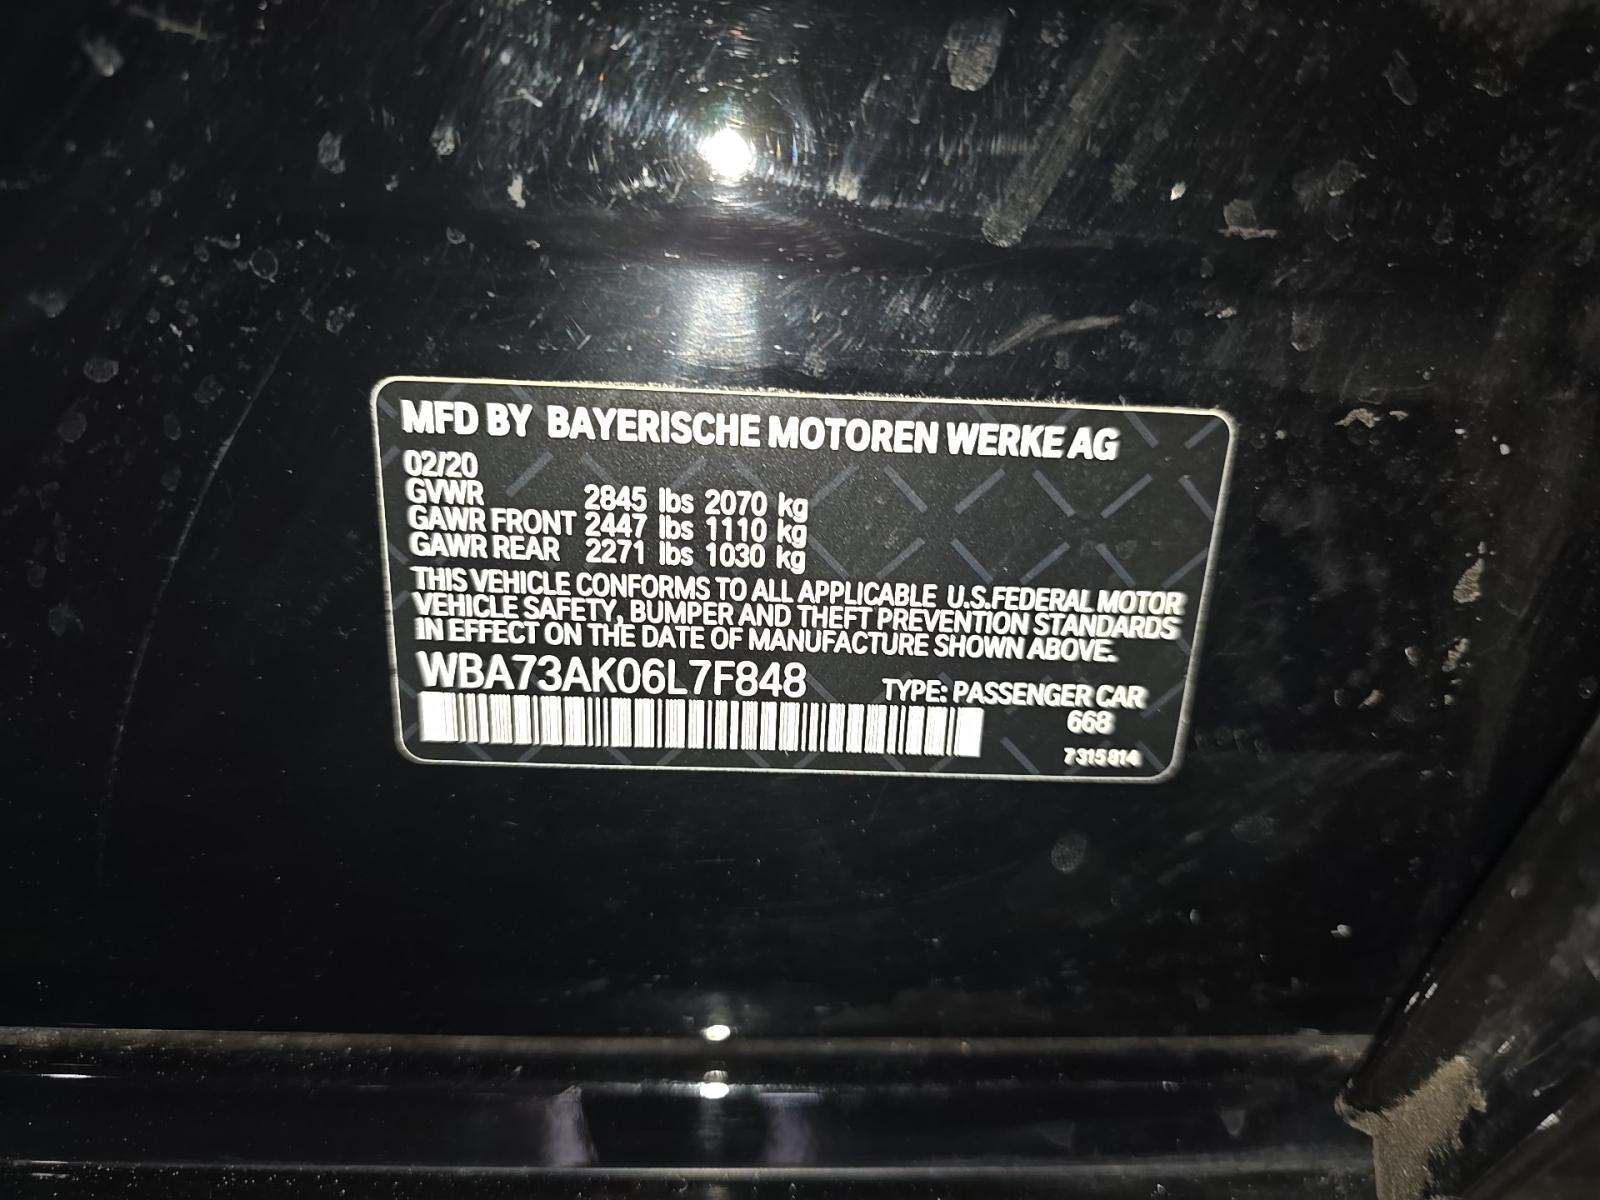 MFD BY BAYERISCHE MOTOREN WERKE AG
02/20
GVWR 2845 lbs 2070 kg
GAWR FRONT 2447 lbs 1110 kg
GAWR REAR 2271 lbs 1030 kg
THIS VEHICLE CONFORMS TO ALL APPLICABLE U.S.FEDERAL MOTOR
VEHICLE SAFETY, BUMPER AND THEFT PREVENTION STANDARDS
IN EFFECT ON THE DATE OF MANUFACTURE SHOWN ABOVE.
WBA73AK06L7F848 TYPE: PASSENGER CAR
668
7315814